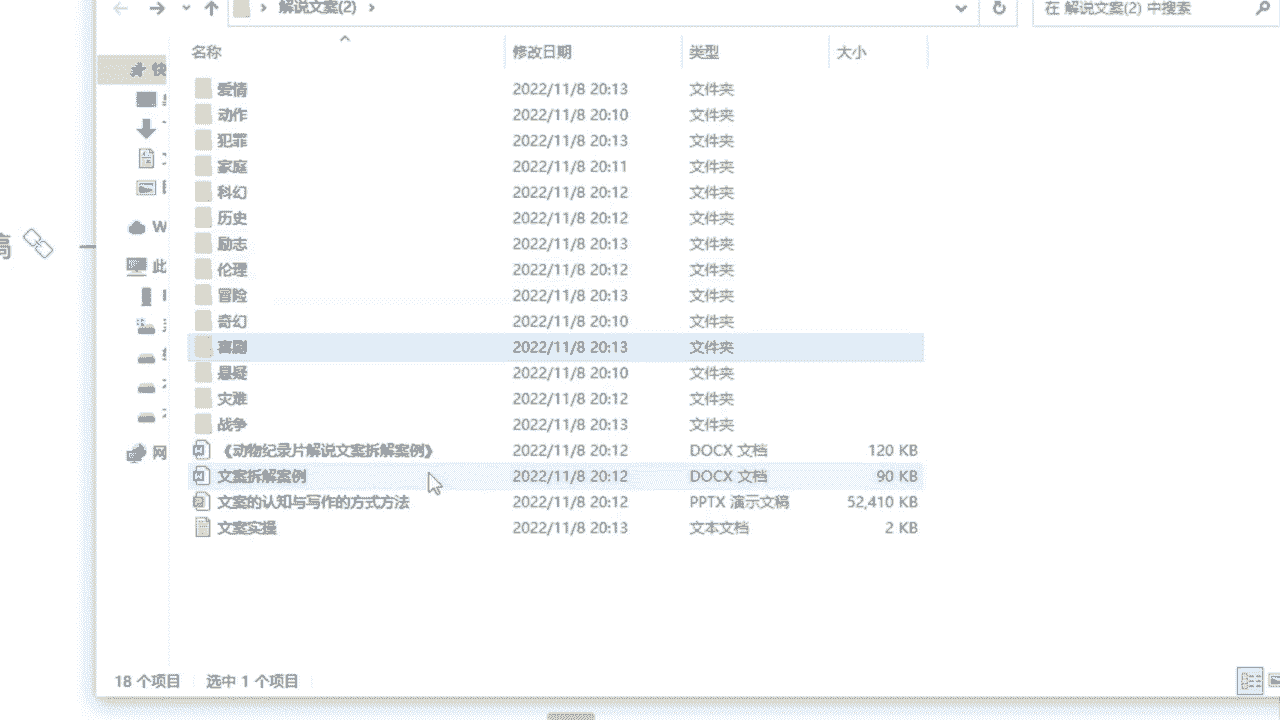 解说文案(2)
在 解说文案(2) 中搜索
名称 修改日期 类型 大小
快
爱情 2022/11/8 20:13 文件夹
动作 2022/11/8 20:10 文件夹
犯罪 2022/11/8 20:13 文件夹
家庭 2022/11/8 20:11 文件夹
科幻 2022/11/8 20:12 文件夹
W
历史 2022/11/8 20:12 文件夹
稿
励志 2022/11/8 20:13 文件夹
此
伦理 2022/11/8 20:12 文件夹
冒险 2022/11/8 20:13 文件夹
奇幻 2022/11/8 20:10 文件夹
喜剧 2022/11/8 20:13 文件夹
悬疑 2022/11/8 20:10 文件夹
灾难 2022/11/8 20:12 文件夹
战争 2022/11/8 20:13 文件夹
网
《动物纪录片解说文案拆解案例》 2022/11/8 20:12 DOCX 文档 120 KB
文案拆解案例 2022/11/8 20:12 DOCX 文档 90 KB
文案的认知与写作的方式方法 2022/11/8 20:12 PPTX 演示文稿 52,410 KB
文案实操 2022/11/8 20:13 文本文档 2 KB
18 个项目 选中 1 个项目